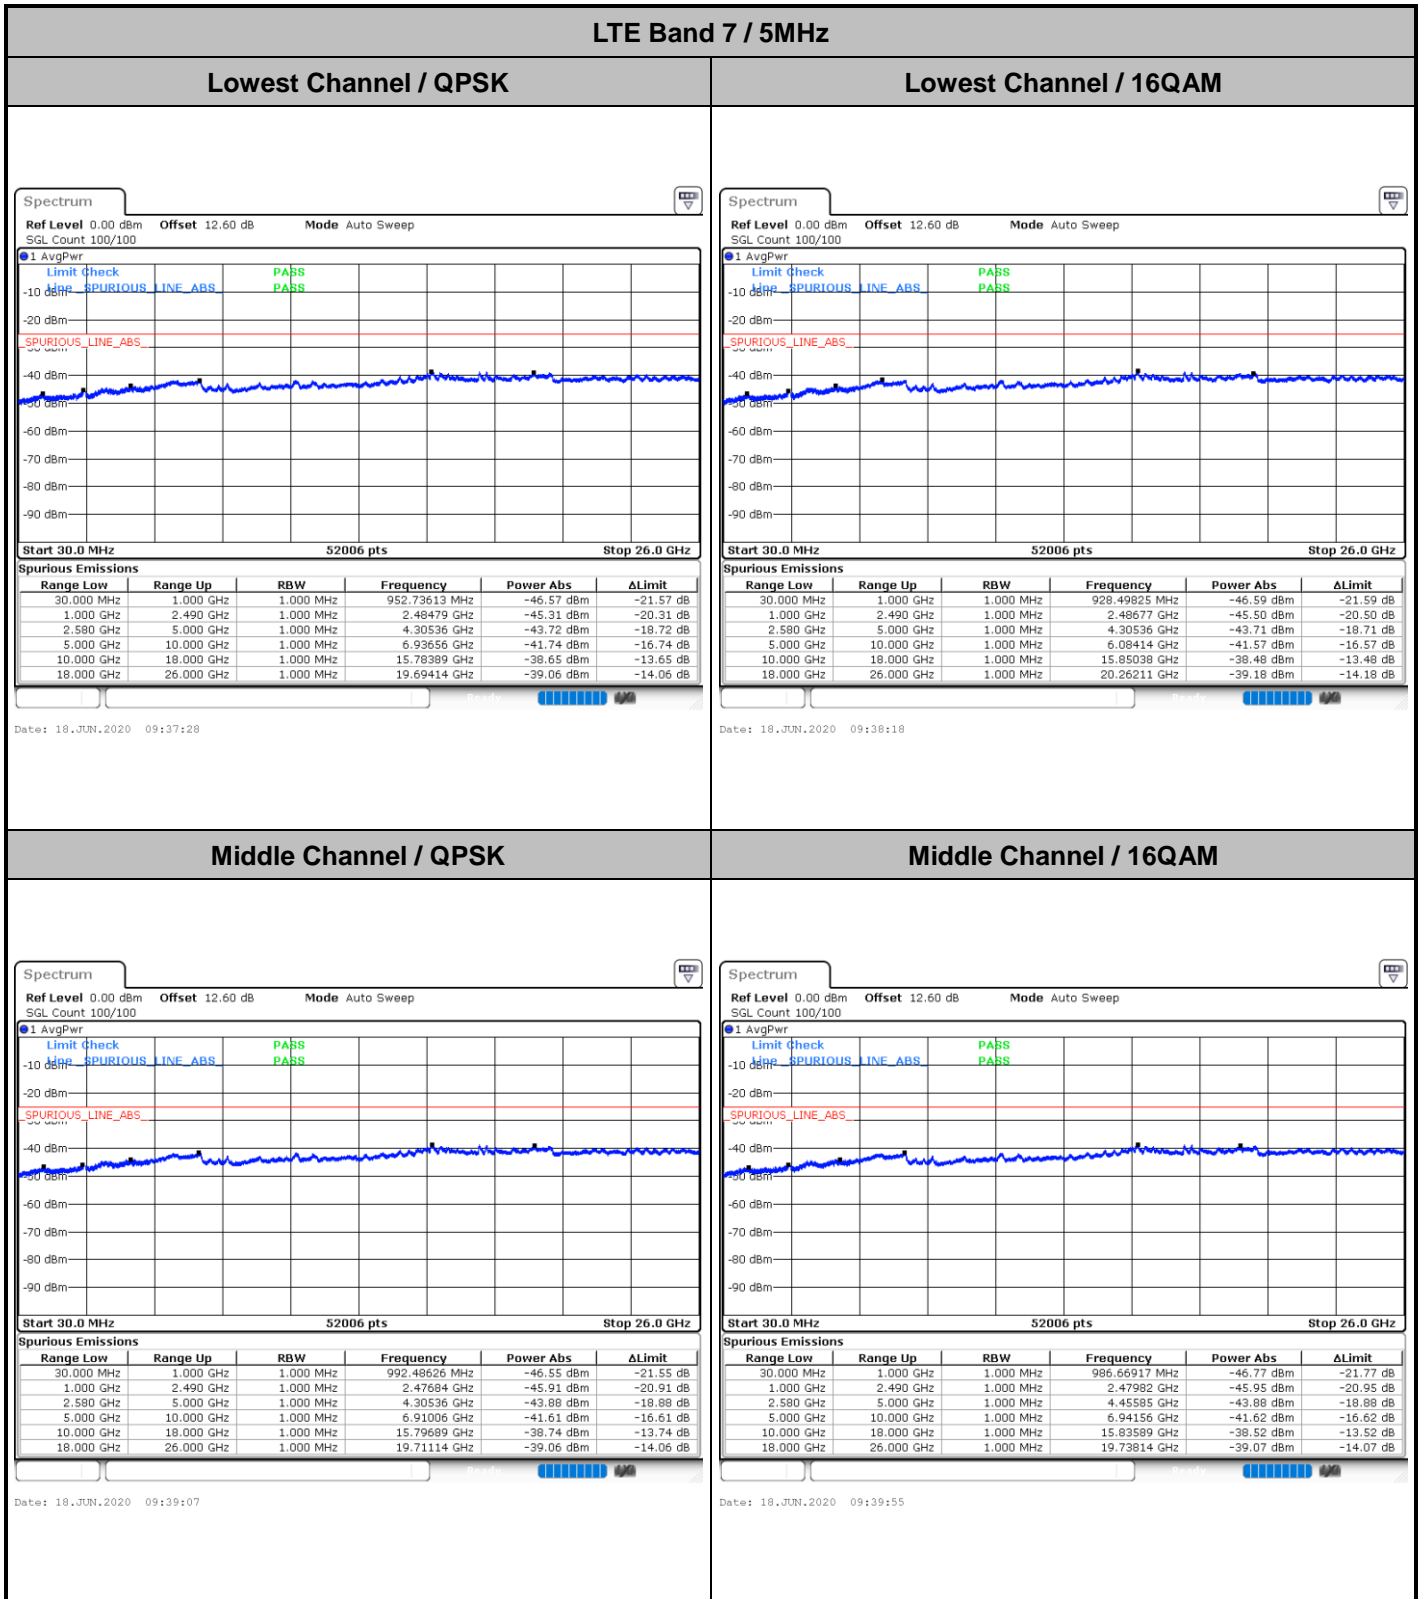 LTE Band 7 / 5MHz
Lowest Channel / QPSK
Lowest Channel / 16QAM
Spectrum
Ref Level 0.00 dBm Offset 12.60 dB Mode Auto Sweep
SGL Count 100/100
1 AvgPwr
Limit Check PASS
Line _SPURIOUS_LINE_ABS_ PASS
-10 dBm
-20 dBm
_SPURIOUS_LINE_ABS_
-30 dBm
-40 dBm
-50 dBm
-60 dBm
-70 dBm
-80 dBm
-90 dBm
Start 30.0 MHz 52006 pts Stop 26.0 GHz
Spurious Emissions
Range Low Range Up RBW Frequency Power Abs ΔLimit
30.000 MHz 1.000 GHz 1.000 MHz 952.73613 MHz -46.57 dBm -21.57 dB
1.000 GHz 2.490 GHz 1.000 MHz 2.48479 GHz -45.31 dBm -20.31 dB
2.580 GHz 5.000 GHz 1.000 MHz 4.30536 GHz -43.72 dBm -18.72 dB
5.000 GHz 10.000 GHz 1.000 MHz 6.93656 GHz -41.74 dBm -16.74 dB
10.000 GHz 18.000 GHz 1.000 MHz 15.78389 GHz -38.65 dBm -13.65 dB
18.000 GHz 26.000 GHz 1.000 MHz 19.69414 GHz -39.06 dBm -14.06 dB
Ready
Date: 18.JUN.2020 09:37:28
Spectrum
Ref Level 0.00 dBm Offset 12.60 dB Mode Auto Sweep
SGL Count 100/100
1 AvgPwr
Limit Check PASS
Line _SPURIOUS_LINE_ABS_ PASS
-10 dBm
-20 dBm
_SPURIOUS_LINE_ABS_
-30 dBm
-40 dBm
-50 dBm
-60 dBm
-70 dBm
-80 dBm
-90 dBm
Start 30.0 MHz 52006 pts Stop 26.0 GHz
Spurious Emissions
Range Low Range Up RBW Frequency Power Abs ΔLimit
30.000 MHz 1.000 GHz 1.000 MHz 928.49825 MHz -46.59 dBm -21.59 dB
1.000 GHz 2.490 GHz 1.000 MHz 2.48677 GHz -45.50 dBm -20.50 dB
2.580 GHz 5.000 GHz 1.000 MHz 4.30536 GHz -43.71 dBm -18.71 dB
5.000 GHz 10.000 GHz 1.000 MHz 6.08414 GHz -41.57 dBm -16.57 dB
10.000 GHz 18.000 GHz 1.000 MHz 15.85038 GHz -38.48 dBm -13.48 dB
18.000 GHz 26.000 GHz 1.000 MHz 20.26211 GHz -39.18 dBm -14.18 dB
Ready
Date: 18.JUN.2020 09:38:18
Middle Channel / QPSK
Middle Channel / 16QAM
Spectrum
Ref Level 0.00 dBm Offset 12.60 dB Mode Auto Sweep
SGL Count 100/100
1 AvgPwr
Limit Check PASS
Line _SPURIOUS_LINE_ABS_ PASS
-10 dBm
-20 dBm
_SPURIOUS_LINE_ABS_
-30 dBm
-40 dBm
-50 dBm
-60 dBm
-70 dBm
-80 dBm
-90 dBm
Start 30.0 MHz 52006 pts Stop 26.0 GHz
Spurious Emissions
Range Low Range Up RBW Frequency Power Abs ΔLimit
30.000 MHz 1.000 GHz 1.000 MHz 992.48626 MHz -46.55 dBm -21.55 dB
1.000 GHz 2.490 GHz 1.000 MHz 2.47684 GHz -45.91 dBm -20.91 dB
2.580 GHz 5.000 GHz 1.000 MHz 4.30536 GHz -43.88 dBm -18.88 dB
5.000 GHz 10.000 GHz 1.000 MHz 6.91006 GHz -41.61 dBm -16.61 dB
10.000 GHz 18.000 GHz 1.000 MHz 15.79689 GHz -38.74 dBm -13.74 dB
18.000 GHz 26.000 GHz 1.000 MHz 19.71114 GHz -39.06 dBm -14.06 dB
Ready
Date: 18.JUN.2020 09:39:07
Spectrum
Ref Level 0.00 dBm Offset 12.60 dB Mode Auto Sweep
SGL Count 100/100
1 AvgPwr
Limit Check PASS
Line _SPURIOUS_LINE_ABS_ PASS
-10 dBm
-20 dBm
_SPURIOUS_LINE_ABS_
-30 dBm
-40 dBm
-50 dBm
-60 dBm
-70 dBm
-80 dBm
-90 dBm
Start 30.0 MHz 52006 pts Stop 26.0 GHz
Spurious Emissions
Range Low Range Up RBW Frequency Power Abs ΔLimit
30.000 MHz 1.000 GHz 1.000 MHz 986.66917 MHz -46.77 dBm -21.77 dB
1.000 GHz 2.490 GHz 1.000 MHz 2.47982 GHz -45.95 dBm -20.95 dB
2.580 GHz 5.000 GHz 1.000 MHz 4.45585 GHz -43.88 dBm -18.88 dB
5.000 GHz 10.000 GHz 1.000 MHz 6.94156 GHz -41.62 dBm -16.62 dB
10.000 GHz 18.000 GHz 1.000 MHz 15.83589 GHz -38.52 dBm -13.52 dB
18.000 GHz 26.000 GHz 1.000 MHz 19.73814 GHz -39.07 dBm -14.07 dB
Ready
Date: 18.JUN.2020 09:39:55